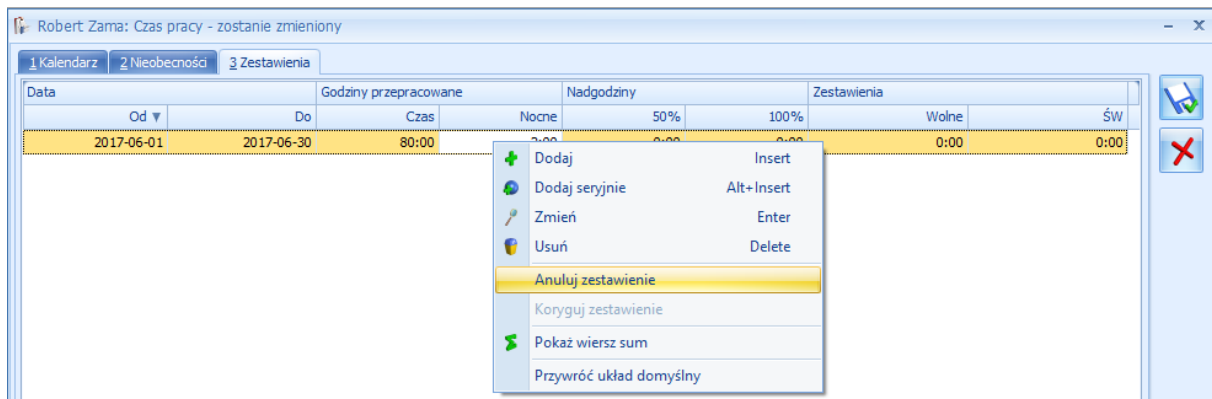 Robert Zama: Czas pracy - zostanie zmieniony
1 Kalendarz 2 Nieobecności 3 Zestawienia
Data Godziny przepracowane Nadgodziny Zestawienia
Od Do Czas Nocne 50% 100% Wolne ŚW
2017-06-01 2017-06-30 80:00 0:00 0:00
Dodaj Insert
Dodaj seryjnie Alt+Insert
Zmień Enter
Usuń Delete
Anuluj zestawienie
Koryguj zestawienie
Pokaż wiersz sum
Przywróć układ domyślny